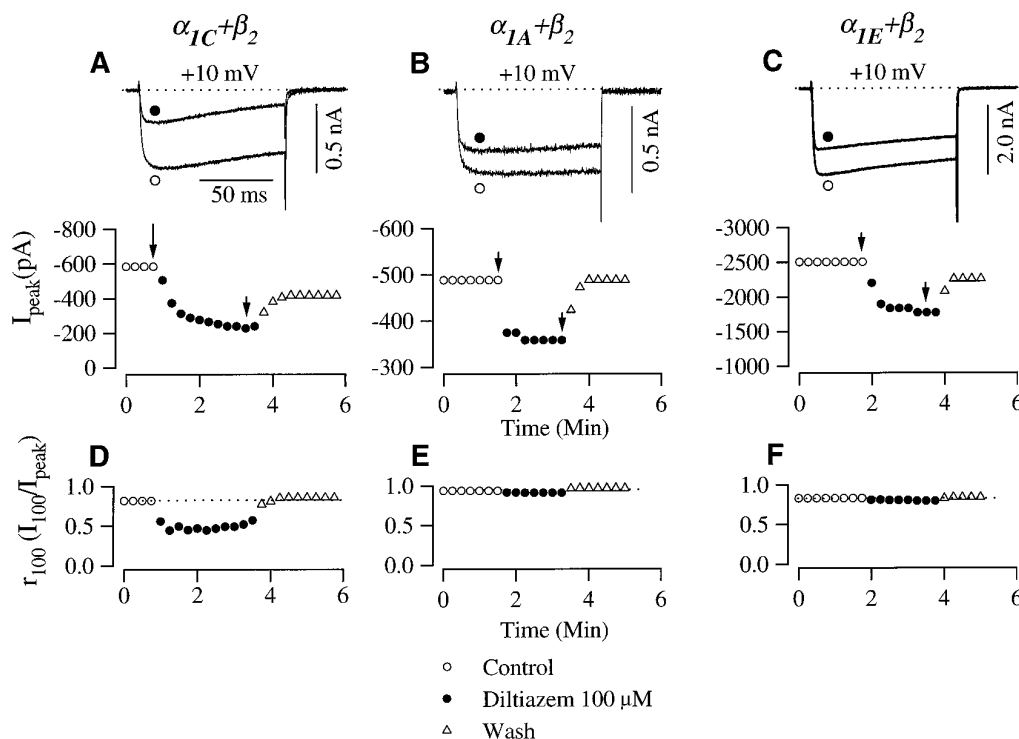 α1C+β2
α1A+β2
α1E+β2
A
B
C
+10 mV
+10 mV
+10 mV
0.5 nA
0.5 nA
2.0 nA
50 ms
Ipeak(pA)
-800
-600
-400
-200
0
-600
-500
-400
-300
-3000
-2500
-2000
-1500
-1000
0 2 4 6
0 2 4 6
0 2 4 6
Time (Min)
D
E
F
r100 (I100/Ipeak)
1.0
0.5
0.0
1.0
0.5
0.0
1.0
0.5
0.0
0 2 4 6
0 2 4 6
0 2 4 6
Time (Min)
Control
Diltiazem 100 µM
Wash